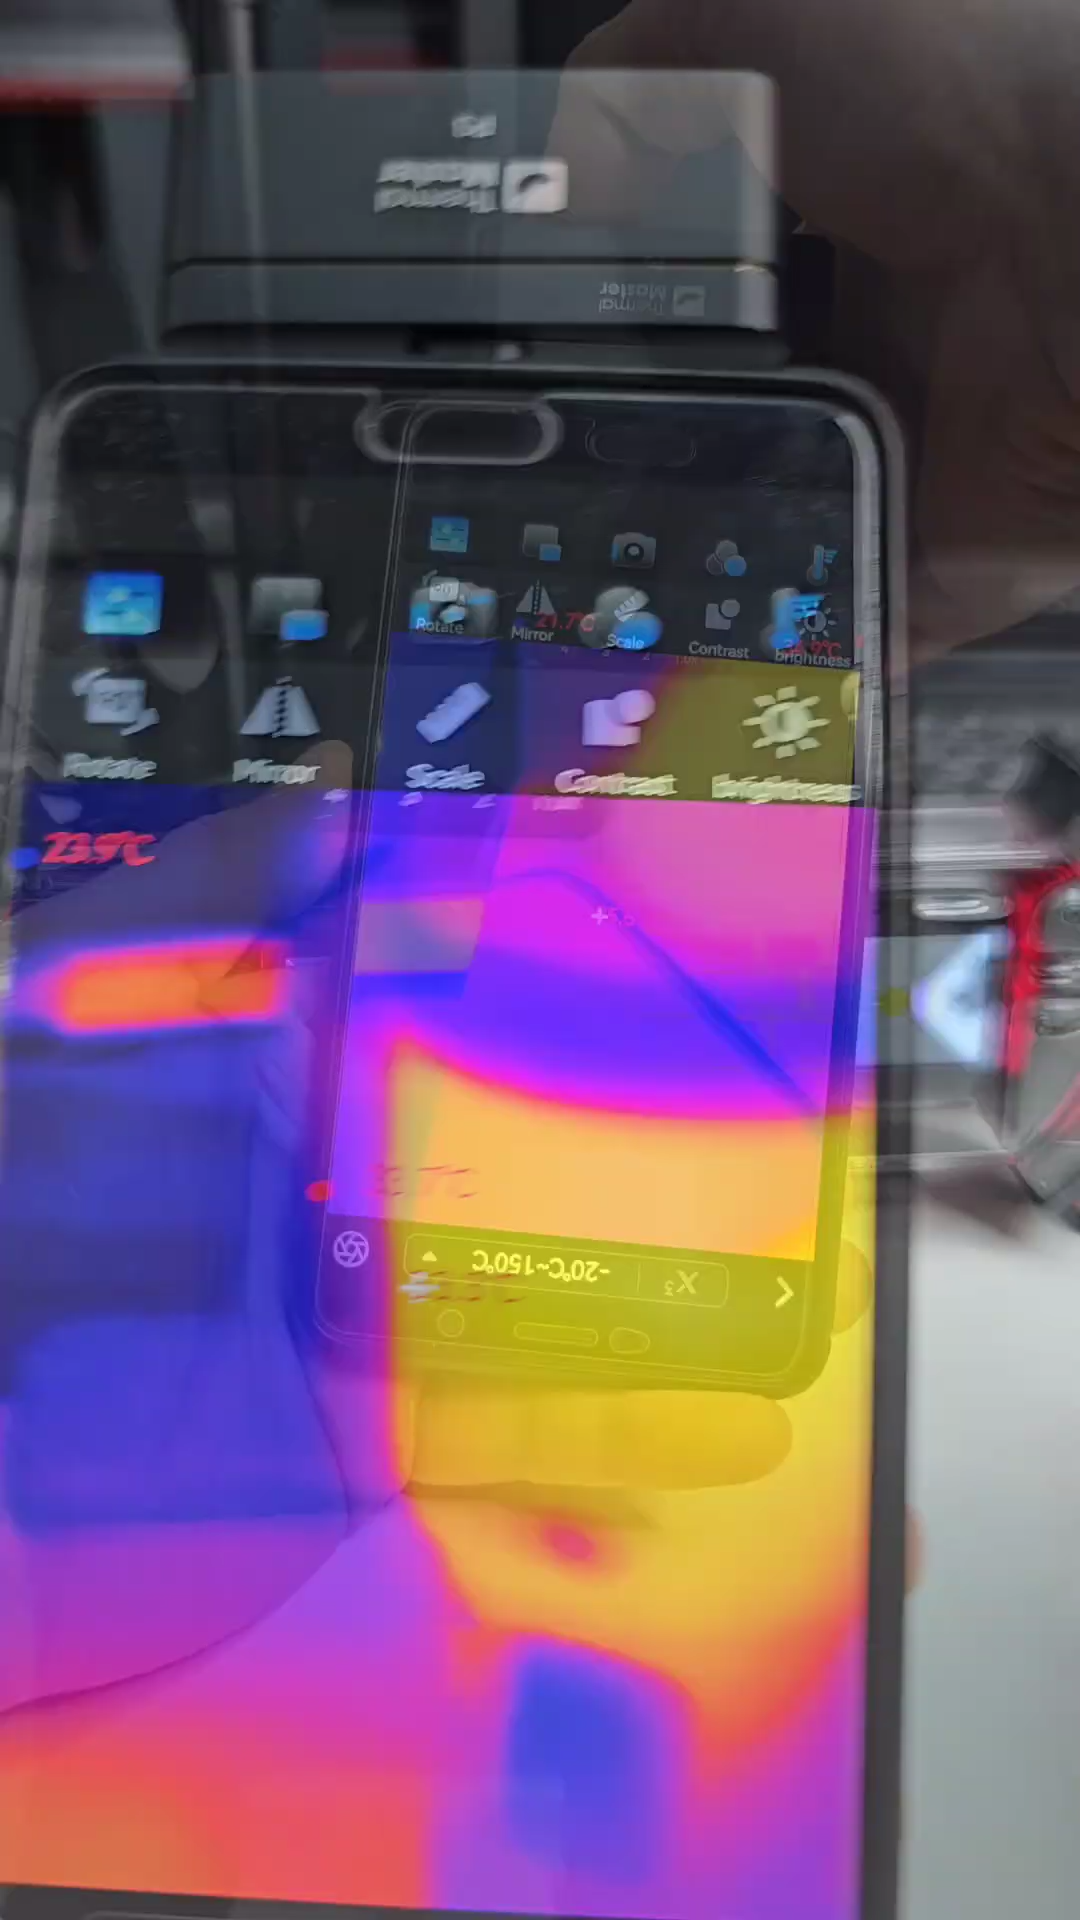 P2
Thermal
Master
Thermal
Master
Rotate
Mirror
Scale
Contrast
brightness
21.7°C
Rotate
Mirror
Scale
Contrast
brightness
23.9°C
-20°C~150°C
X³